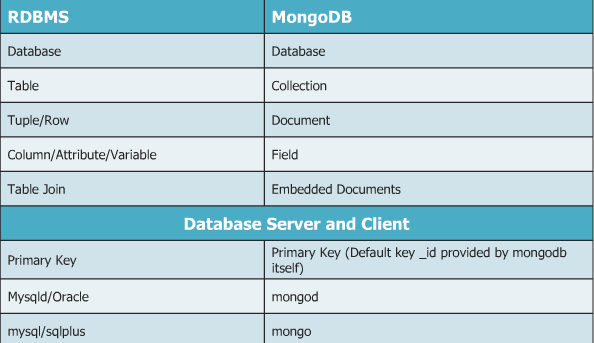 RDBMS MongoDB
Database Database
Table Collection
Tuple/Row Document
Column/Attribute/Variable Field
Table Join Embedded Documents
Database Server and Client
Primary Key Primary Key (Default key _id provided by mongodb
itself)
Mysqld/Oracle mongod
mysql/sqlplus mongo